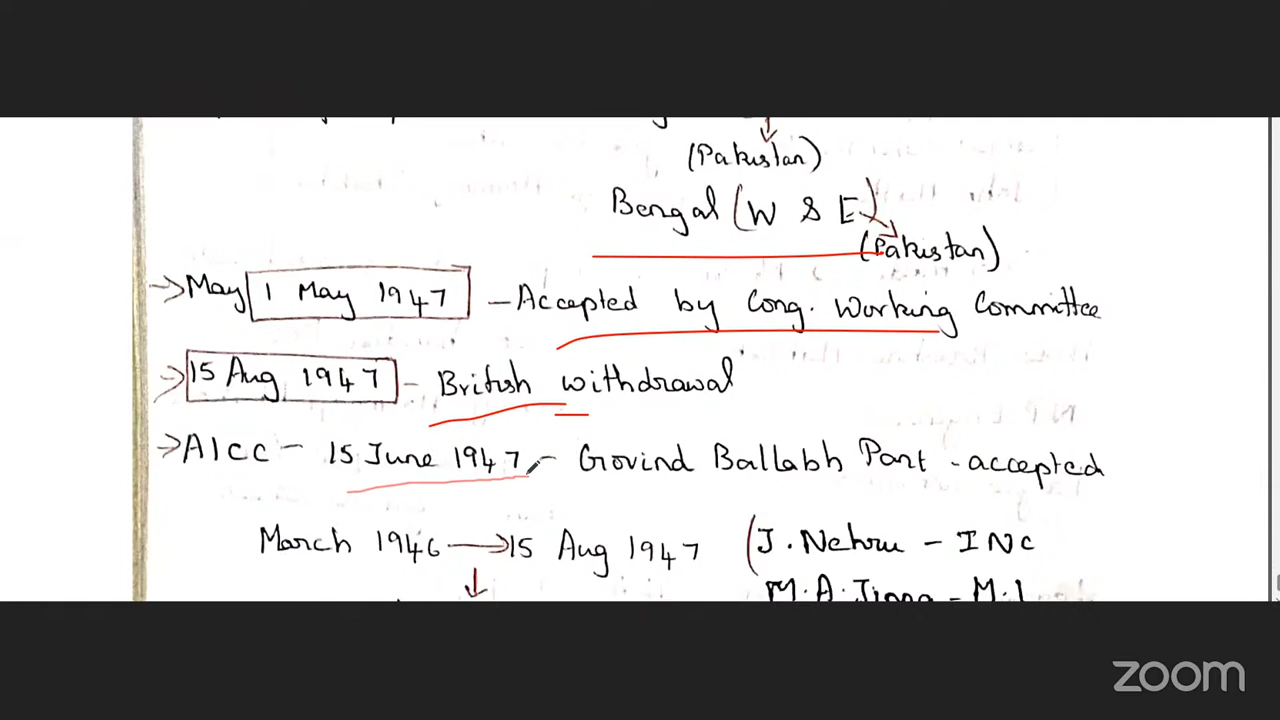 (Pakistan)
Bengal (W & E)
(Pakistan)
→ May 1 May 1947 – Accepted by Cong. Working Committee
→ 15 Aug 1947 – British withdrawal
→ AICC – 15 June 1947 – Govind Ballabh Pant - accepted
March 1946 → 15 Aug 1947 (J. Nehru – INC
M.A. Jinna – M.L
zoom